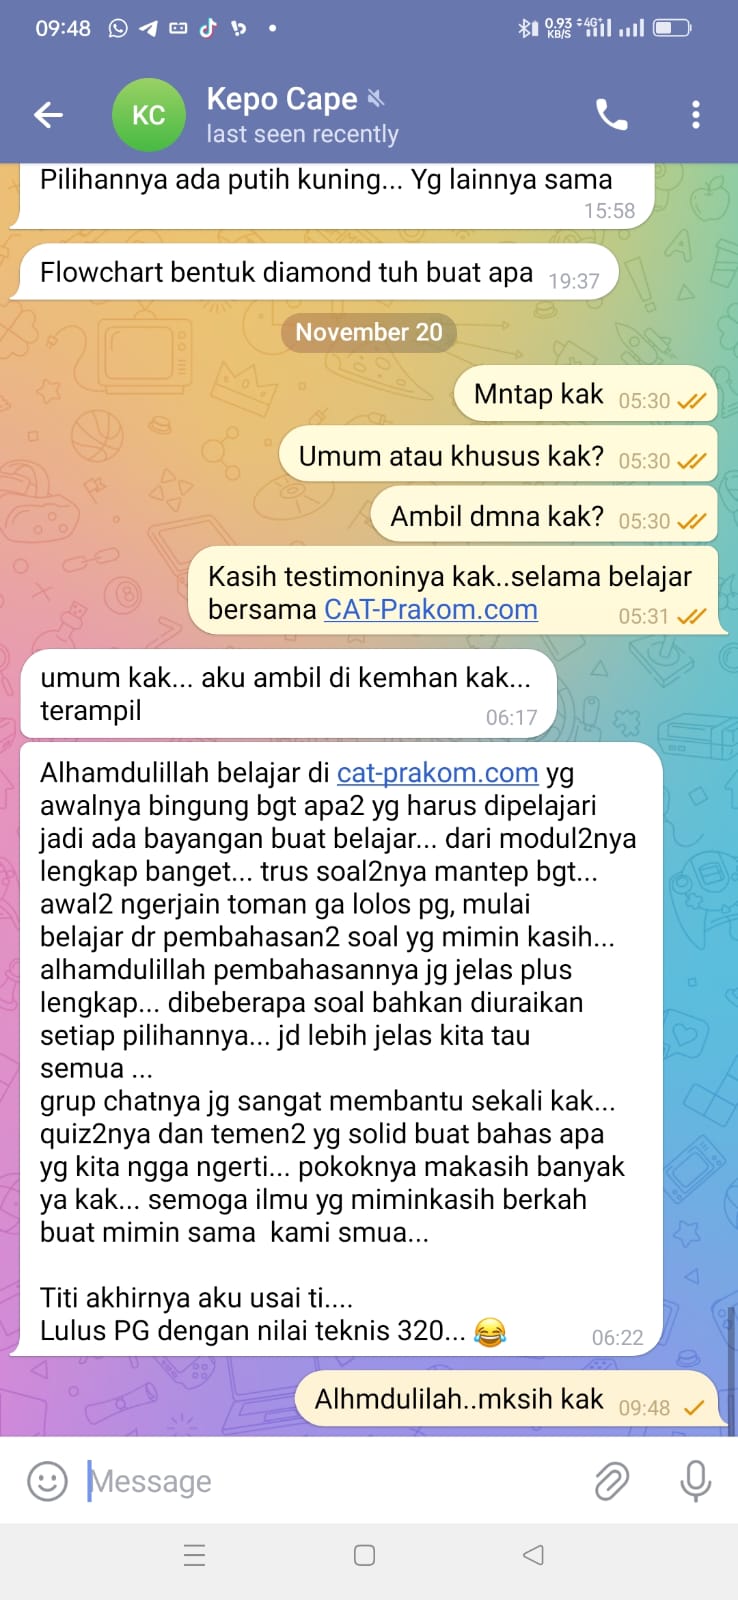 09:48
0.93 KB/S 4G+
KC
Kepo Cape
last seen recently
Pilihannya ada putih kuning... Yg lainnya sama
15:58
Flowchart bentuk diamond tuh buat apa 19:37
November 20
Mntap kak 05:30
Umum atau khusus kak? 05:30
Ambil dmna kak? 05:30
Kasih testimoninya kak..selama belajar
bersama CAT-Prakom.com 05:31
umum kak... aku ambil di kemhan kak...
terampil 06:17
Alhamdulillah belajar di cat-prakom.com yg
awalnya bingung bgt apa2 yg harus dipelajari
jadi ada bayangan buat belajar... dari modul2nya
lengkap banget... trus soal2nya mantep bgt...
awal2 ngerjain toman ga lolos pg, mulai
belajar dr pembahasan2 soal yg mimin kasih...
alhamdulillah pembahasannya jg jelas plus
lengkap... dibeberapa soal bahkan diuraikan
setiap pilihannya... jd lebih jelas kita tau
semua ...
grup chatnya jg sangat membantu sekali kak...
quiz2nya dan temen2 yg solid buat bahas apa
yg kita ngga ngerti... pokoknya makasih banyak
ya kak... semoga ilmu yg miminkasih berkah
buat mimin sama  kami smua...
Titi akhirnya aku usai ti....
Lulus PG dengan nilai teknis 320... 😂 06:22
Alhmdulilah..mksih kak 09:48
Message